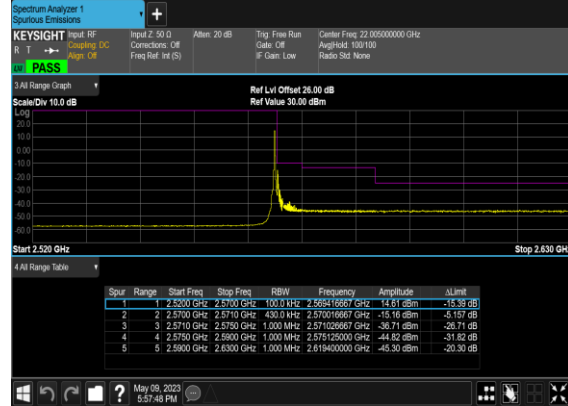 Spectrum Analyzer 1
Spurious Emissions
+
KEYSIGHT Input: RF Input Z: 50 Ω Atten: 20 dB Trig: Free Run Center Freq: 22.005000000 GHz
R T Coupling: DC Corrections: Off Gate: Off Avg|Hold: 100/100
Align: Off Freq Ref: Int (S) IF Gain: Low Radio Std: None
PASS
3 All Range Graph
Ref Lvl Offset 26.00 dB
Scale/Div 10.0 dB Ref Value 30.00 dBm
Log
20.0
10.0
0.00
-10.0
-20.0
-30.0
-40.0
-50.0
-60.0
Start 2.520 GHz Stop 2.630 GH
4 All Range Table
Spur Range Start Freq Stop Freq RBW Frequency Amplitude ΔLimit
1 1 2.5200 GHz 2.5700 GHz 100.0 kHz 2.569416667 GHz 14.61 dBm -15.39 dB
2 2 2.5700 GHz 2.5710 GHz 430.0 kHz 2.570016667 GHz -15.16 dBm -5.157 dB
3 3 2.5710 GHz 2.5750 GHz 1.000 MHz 2.571026667 GHz -36.71 dBm -26.71 dB
4 4 2.5750 GHz 2.5900 GHz 1.000 MHz 2.575125000 GHz -44.82 dBm -31.82 dB
5 5 2.5900 GHz 2.6300 GHz 1.000 MHz 2.619400000 GHz -45.30 dBm -20.30 dB
? May 09, 2023
5:57:48 PM